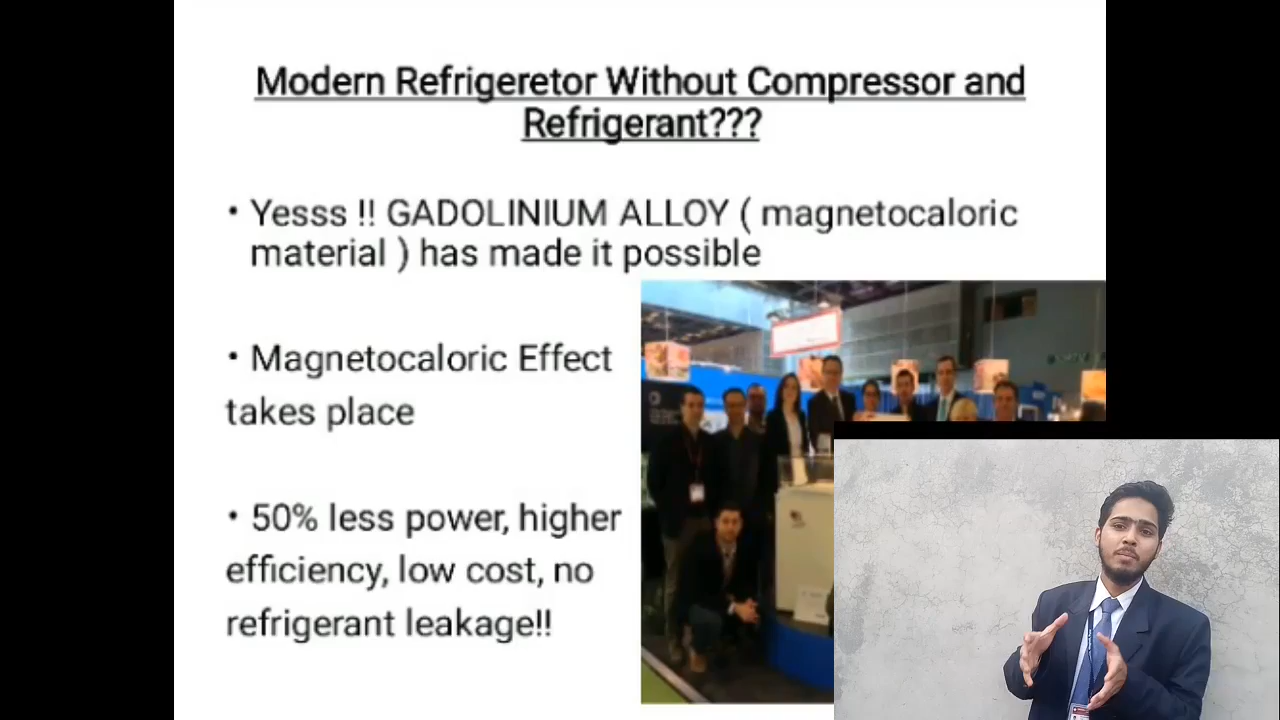 Modern Refrigeretor Without Compressor and
Refrigerant???
• Yesss !! GADOLINIUM ALLOY ( magnetocaloric
material ) has made it possible
• Magnetocaloric Effect
takes place
• 50% less power, higher
efficiency, low cost, no
refrigerant leakage!!